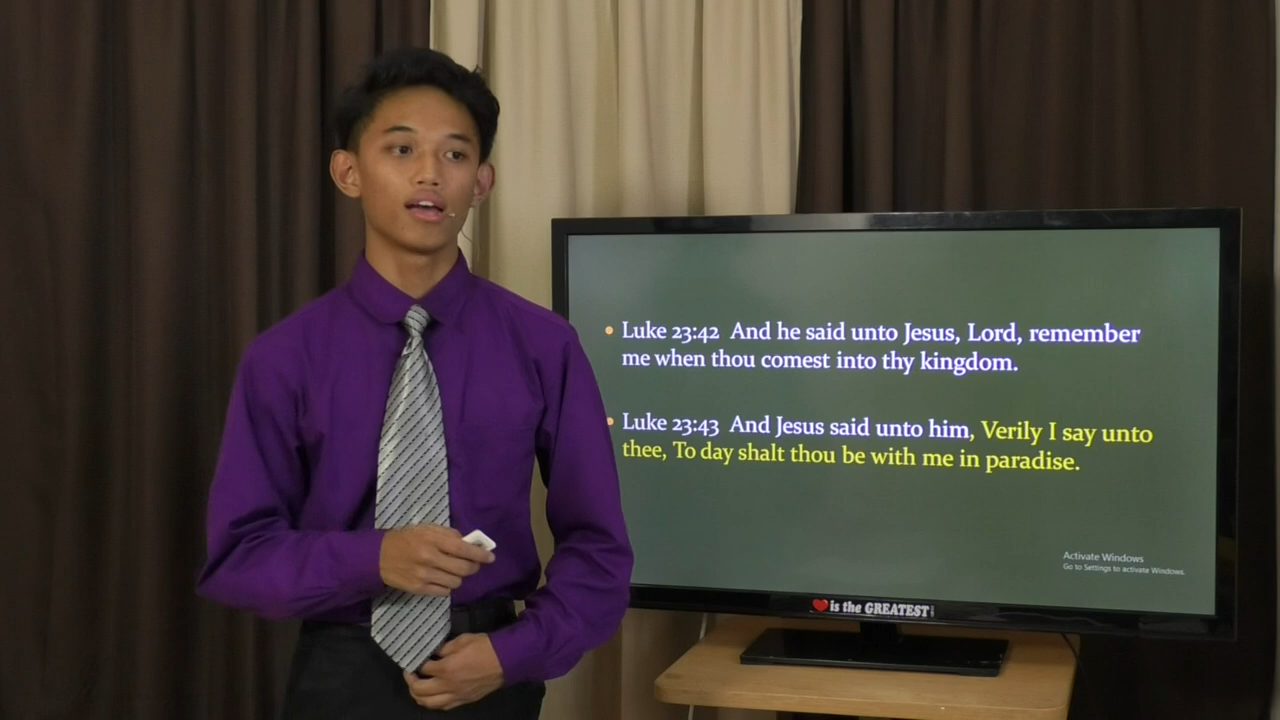 • Luke 23:42 And he said unto Jesus, Lord, remember
me when thou comest into thy kingdom.
• Luke 23:43 And Jesus said unto him, Verily I say unto
thee, To day shalt thou be with me in paradise.
Activate Windows
Go to Settings to activate Windows.
is the GREATEST!